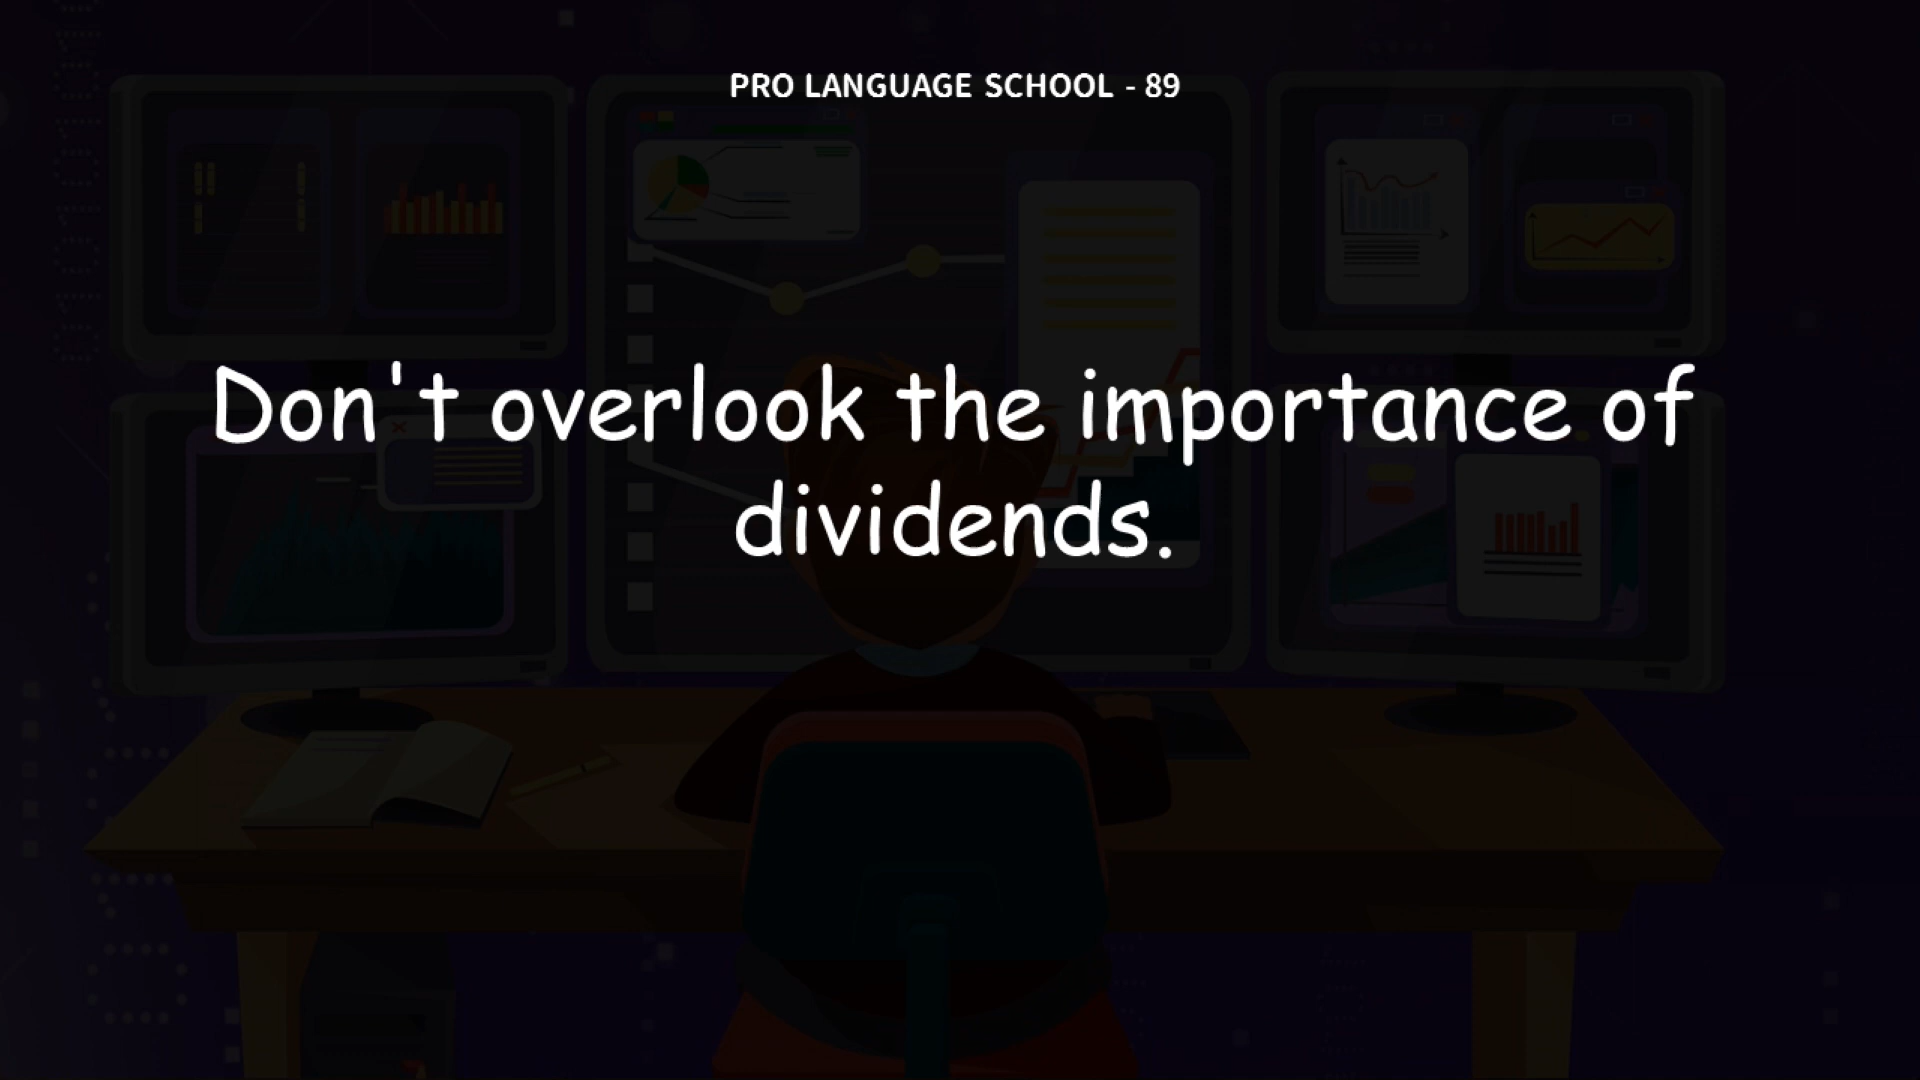 PRO LANGUAGE SCHOOL - 89
Don't overlook the importance of
dividends.